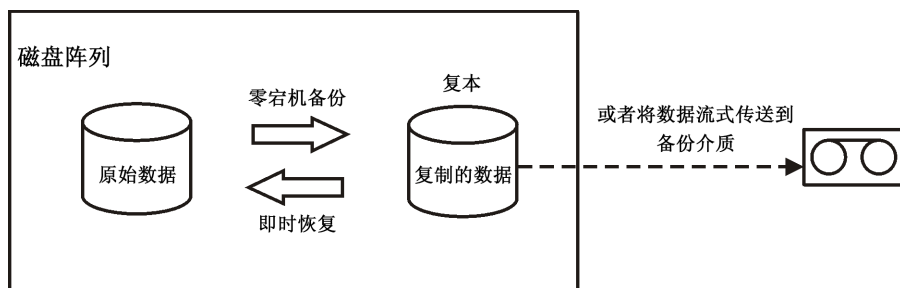 磁盘阵列
零宕机备份
复本
或者将数据流式传送到
备份介质
原始数据
复制的数据
即时恢复